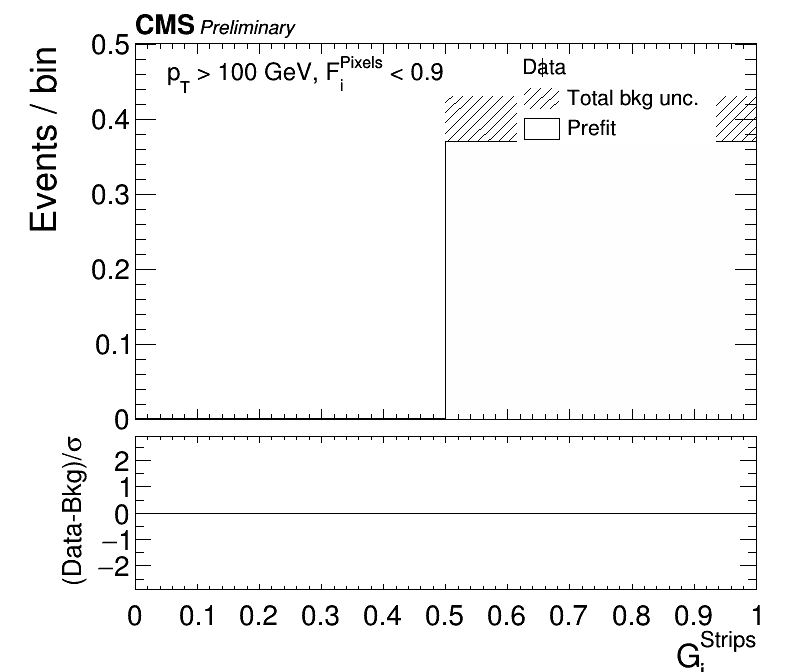 CMS Preliminary
p_T > 100 GeV, F_i^Pixels < 0.9
Data
Total bkg unc.
Prefit
Events / bin
0.5
0.4
0.3
0.2
0.1
0
(Data-Bkg)/σ
2
1
0
−1
−2
0 0.1 0.2 0.3 0.4 0.5 0.6 0.7 0.8 0.9 1
G_i^Strips